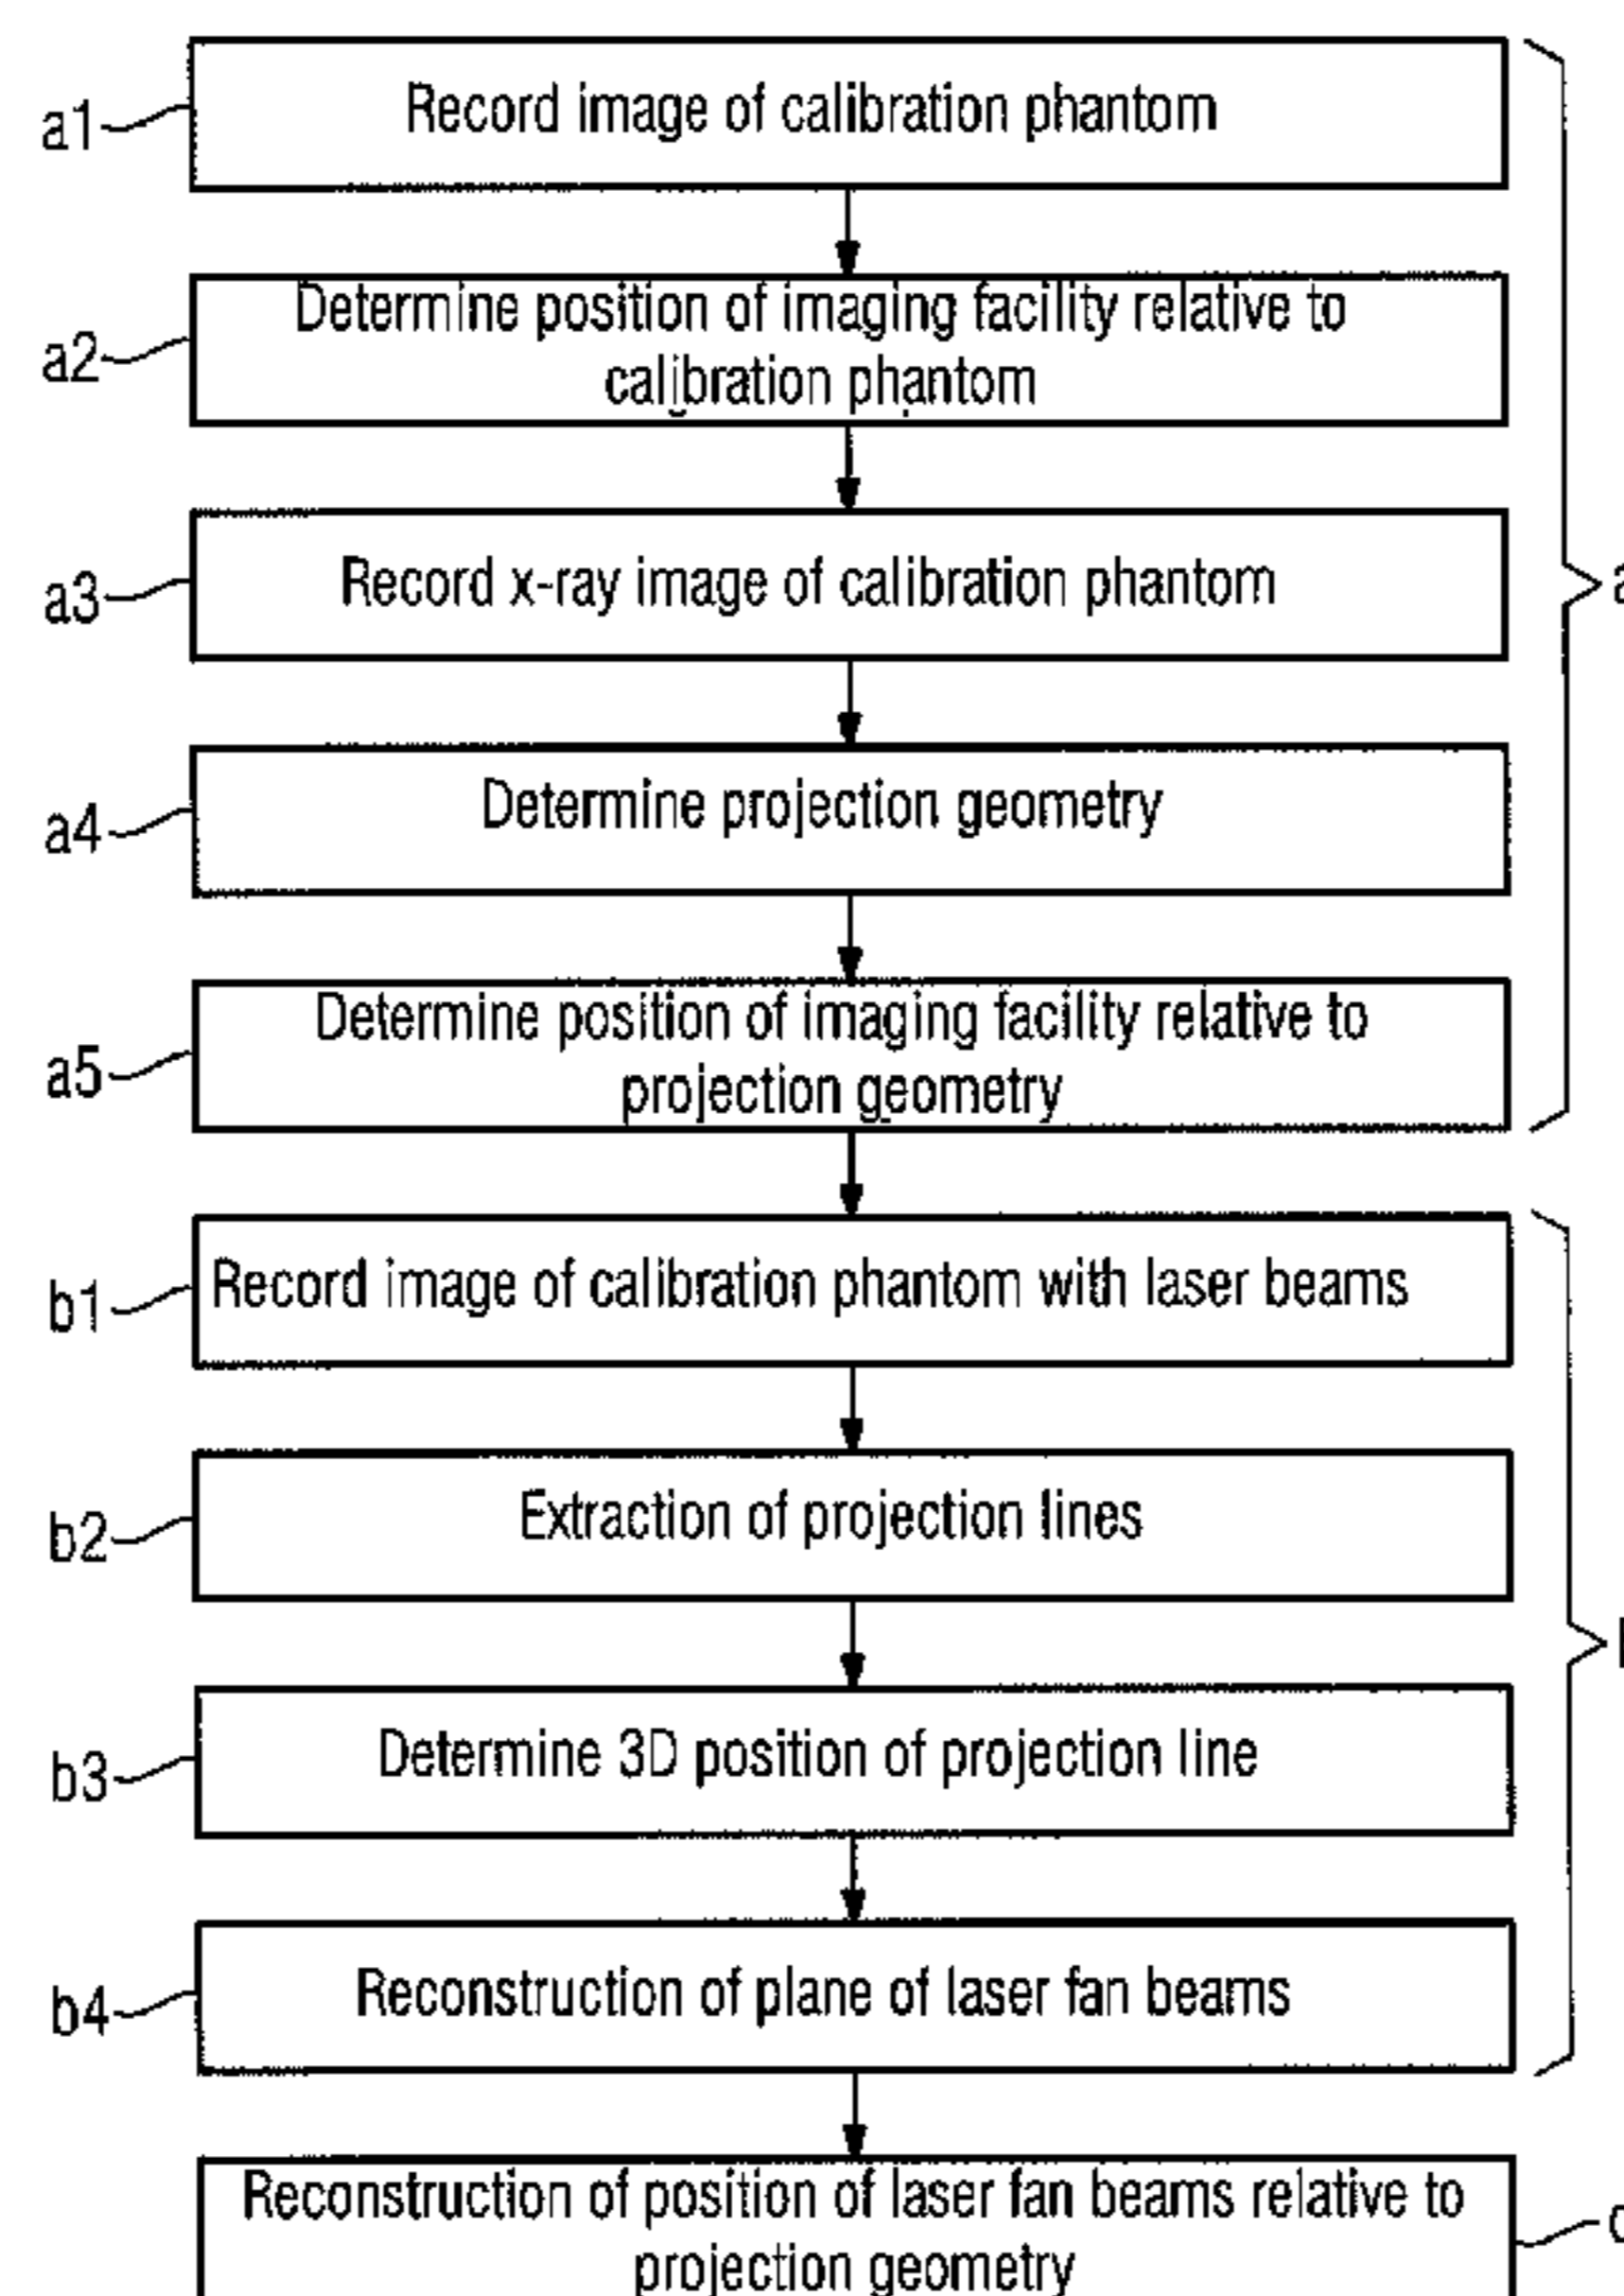 a1
Record image of calibration phantom
a2
Determine position of imaging facility relative to
calibration phantom
a3
Record x-ray image of calibration phantom
a
a4
Determine projection geometry
a5
Determine position of imaging facility relative to
projection geometry
b1
Record image of calibration phantom with laser beams
b2
Extraction of projection lines
b3
Determine 3D position of projection line
b4
Reconstruction of plane of laser fan beams
Reconstruction of position of laser fan beams relative to
projection geometry